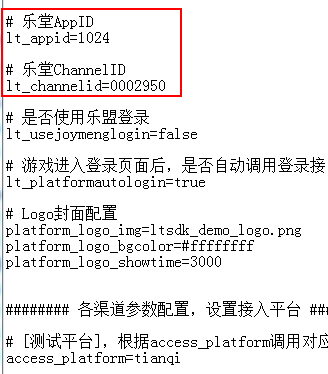 # 乐堂AppID
lt_appid=1024
# 乐堂ChannelID
lt_channelid=0002950
# 是否使用乐盟登录
lt_usejoymenglogin=false
# 游戏进入登录页面后，是否自动调用登录接
lt_platformautologin=true
# Logo封面配置
platform_logo_img=ltsdk_demo_logo.png
platform_logo_bgcolor=#ffffffff
platform_logo_showtime=3000
######## 各渠道参数配置，设置接入平台 ##
# [测试平台]，根据access_platform调用对应
access_platform=tianqi